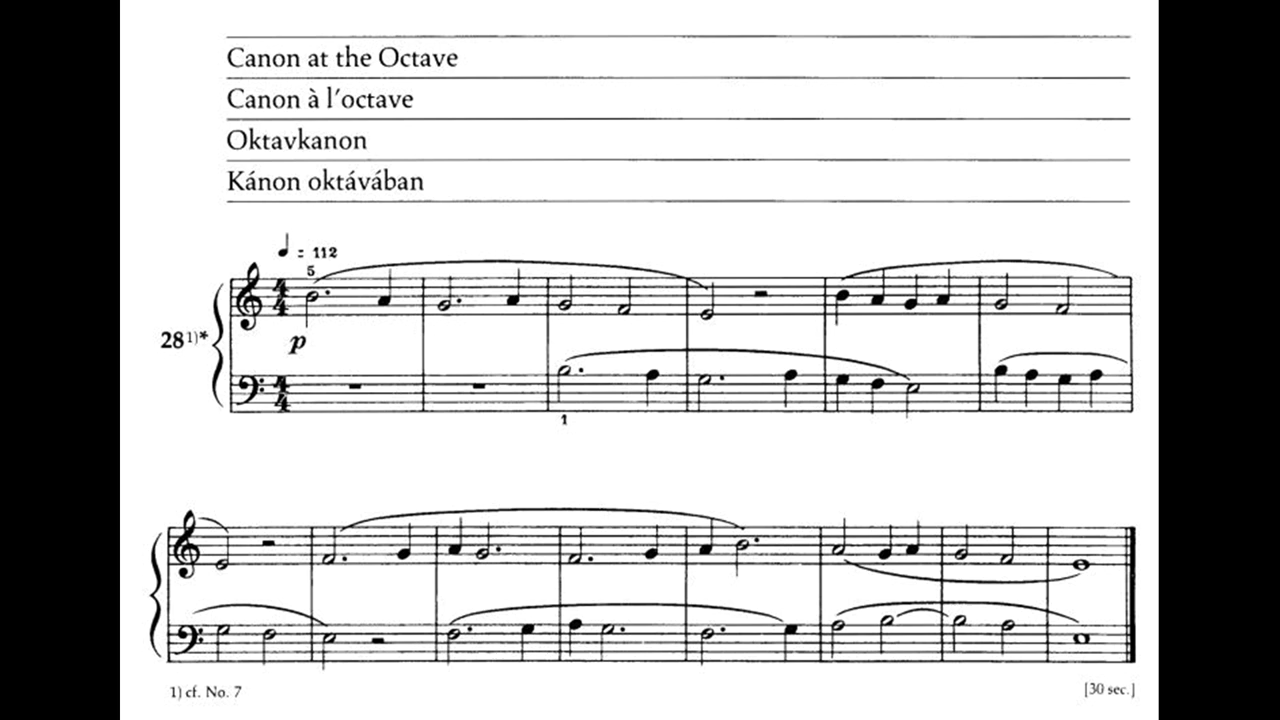 Canon at the Octave
Canon à l'octave
Oktavkanon
Kánon oktávában
♩ = 112
5
28 1)*
p
1
1) cf. No. 7
[30 sec.]